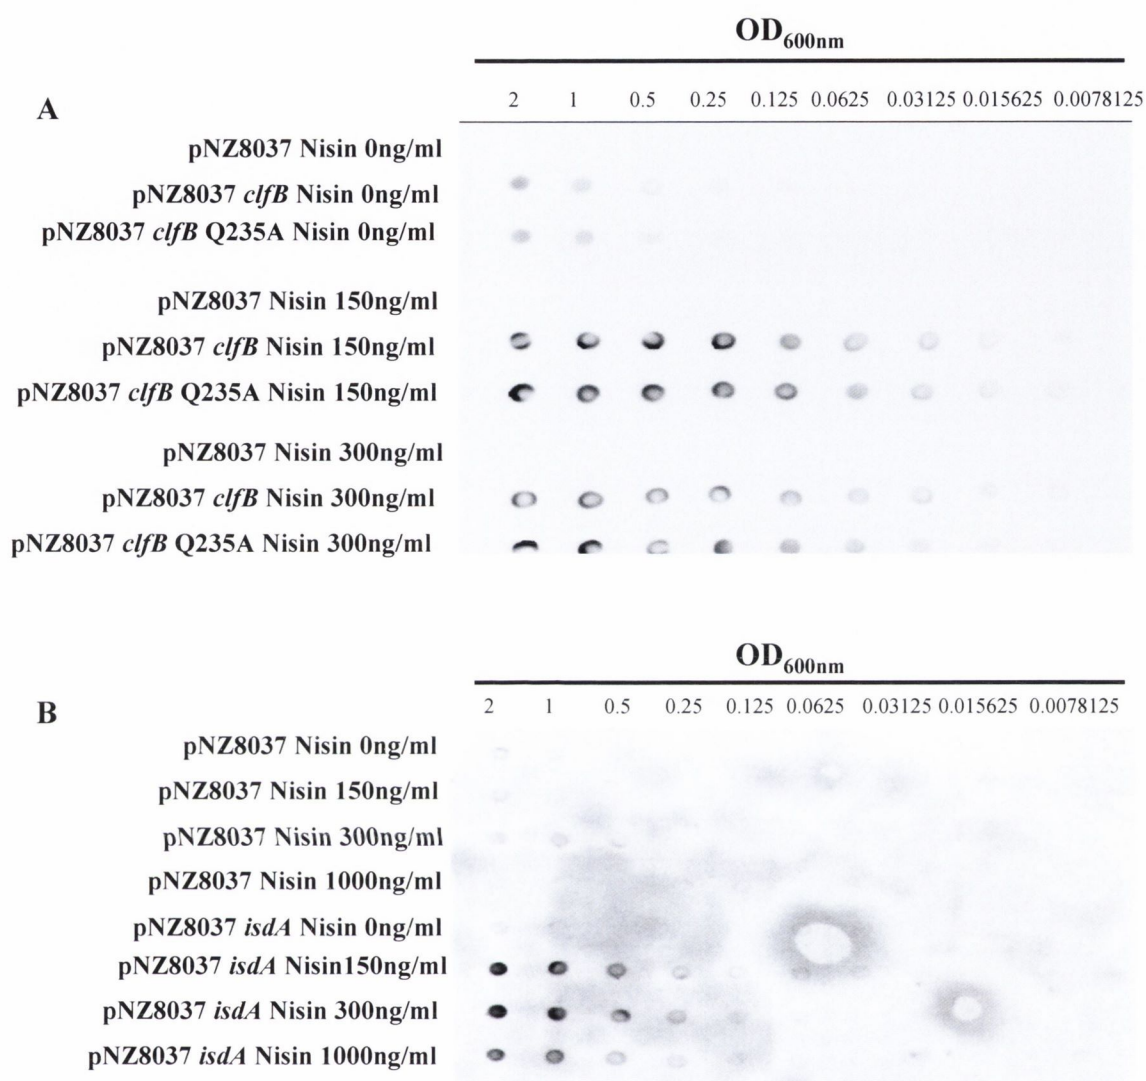 OD600nm
A
2 1 0.5 0.25 0.125 0.0625 0.03125 0.015625 0.0078125
pNZ8037 Nisin 0ng/ml
pNZ8037 clfB Nisin 0ng/ml
pNZ8037 clfB Q235A Nisin 0ng/ml
pNZ8037 Nisin 150ng/ml
pNZ8037 clfB Nisin 150ng/ml
pNZ8037 clfB Q235A Nisin 150ng/ml
pNZ8037 Nisin 300ng/ml
pNZ8037 clfB Nisin 300ng/ml
pNZ8037 clfB Q235A Nisin 300ng/ml
OD600nm
B
2 1 0.5 0.25 0.125 0.0625 0.03125 0.015625 0.0078125
pNZ8037 Nisin 0ng/ml
pNZ8037 Nisin 150ng/ml
pNZ8037 Nisin 300ng/ml
pNZ8037 Nisin 1000ng/ml
pNZ8037 isdA Nisin 0ng/ml
pNZ8037 isdA Nisin150ng/ml
pNZ8037 isdA Nisin 300ng/ml
pNZ8037 isdA Nisin 1000ng/ml